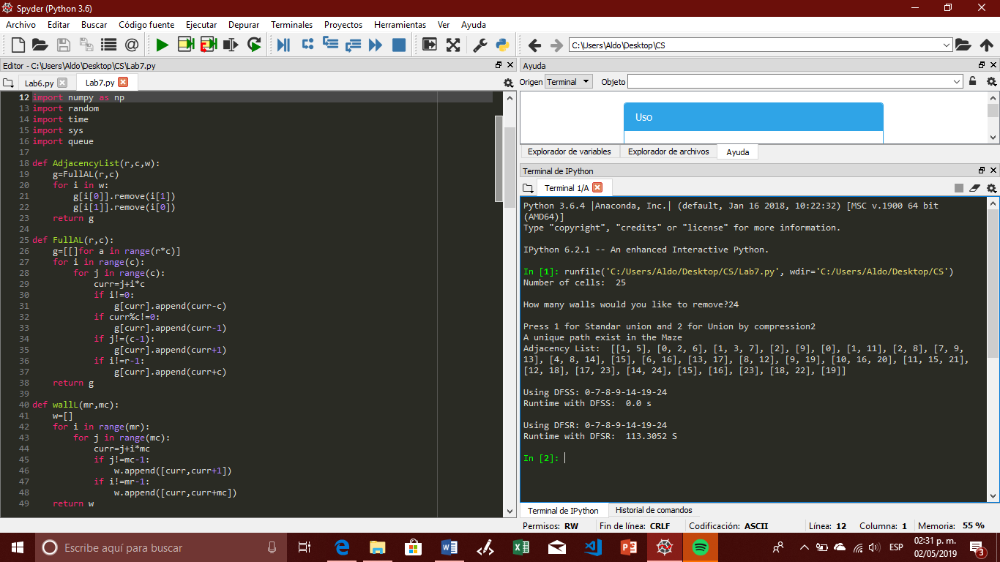 Spyder (Python 3.6)
Archivo Editar Buscar Código fuente Ejecutar Depurar Terminales Proyectos Herramientas Ver Ayuda
C:\Users\Aldo\Desktop\CS
Editor - C:\Users\Aldo\Desktop\CS\Lab7.py
Lab6.py Lab7.py
12 import numpy as np
13 import random
14 import time
15 import sys
16 import queue
17
18 def AdjacencyList(r,c,w):
19     g=FullAL(r,c)
20     for i in w:
21         g[i[0]].remove(i[1])
22         g[i[1]].remove(i[0])
23     return g
24
25 def FullAL(r,c):
26     g=[[]for a in range(r*c)]
27     for i in range(c):
28         for j in range(c):
29             curr=j+i*c
30             if i!=0:
31                 g[curr].append(curr-c)
32             if curr%c!=0:
33                 g[curr].append(curr-1)
34             if j!=(c-1):
35                 g[curr].append(curr+1)
36             if i!=r-1:
37                 g[curr].append(curr+c)
38     return g
39
40 def wallL(mr,mc):
41     w=[]
42     for i in range(mr):
43         for j in range(mc):
44             curr=j+i*mc
45             if j!=mc-1:
46                 w.append([curr,curr+1])
47             if i!=mr-1:
48                 w.append([curr,curr+mc])
49     return w
Ayuda
Origen Terminal Objeto
Uso
Explorador de variables Explorador de archivos Ayuda
Terminal de IPython
Terminal 1/A
Python 3.6.4 |Anaconda, Inc.| (default, Jan 16 2018, 10:22:32) [MSC v.1900 64 bit
(AMD64)]
Type "copyright", "credits" or "license" for more information.
IPython 6.2.1 -- An enhanced Interactive Python.
In [1]: runfile('C:/Users/Aldo/Desktop/CS/Lab7.py', wdir='C:/Users/Aldo/Desktop/CS')
Number of cells:  25
How many walls would you like to remove?24
Press 1 for Standar union and 2 for Union by compression2
A unique path exist in the Maze
Adjacency List:  [[1, 5], [0, 2, 6], [1, 3, 7], [2], [9], [0], [1, 11], [2, 8], [7, 9,
13], [4, 8, 14], [15], [6, 16], [13, 17], [8, 12], [9, 19], [10, 16, 20], [11, 15, 21],
[12, 18], [17, 23], [14, 24], [15], [16], [23], [18, 22], [19]]
Using DFSS: 0-7-8-9-14-19-24
Runtime with DFSS:  0.0 s
Using DFSR: 0-7-8-9-14-19-24
Runtime with DFSR:  113.3052 S
In [2]:
Terminal de IPython Historial de comandos
Permisos: RW Fin de línea: CRLF Codificación: ASCII Línea: 12 Columna: 1 Memoria: 55 %
Escribe aquí para buscar
ESP
02:31 p. m.
02/05/2019
3